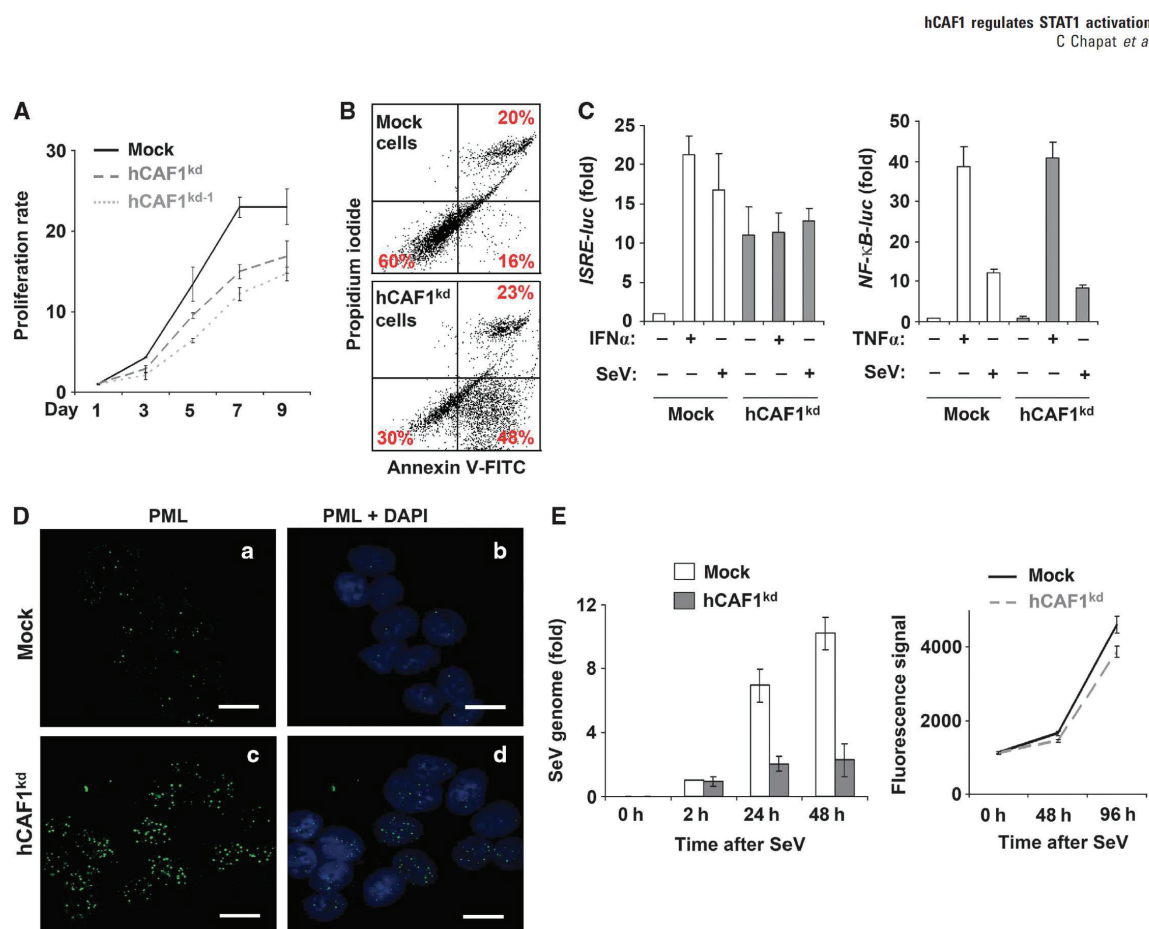 hCAF1 regulates STAT1 activation
C Chapat et a
A
Mock
hCAF1kd
hCAF1kd-1
Proliferation rate
30
20
10
0
Day 1 3 5 7 9
B
Mock cells
20%
60%
16%
hCAF1kd cells
23%
30%
48%
Propidium iodide
Annexin V-FITC
C
ISRE-luc (fold)
25
20
15
10
5
0
IFNα: – + – – + –
SeV: – – + – – +
Mock hCAF1kd
NF-κB-luc (fold)
50
40
30
20
10
0
TNFα: – + – – + –
SeV: – – + – – +
Mock hCAF1kd
D
PML
PML + DAPI
Mock
a
b
hCAF1kd
c
d
E
Mock
hCAF1kd
SeV genome (fold)
12
8
4
0
0 h 2 h 24 h 48 h
Time after SeV
Mock
hCAF1kd
Fluorescence signal
4000
2000
0
0 h 48 h 96 h
Time after SeV